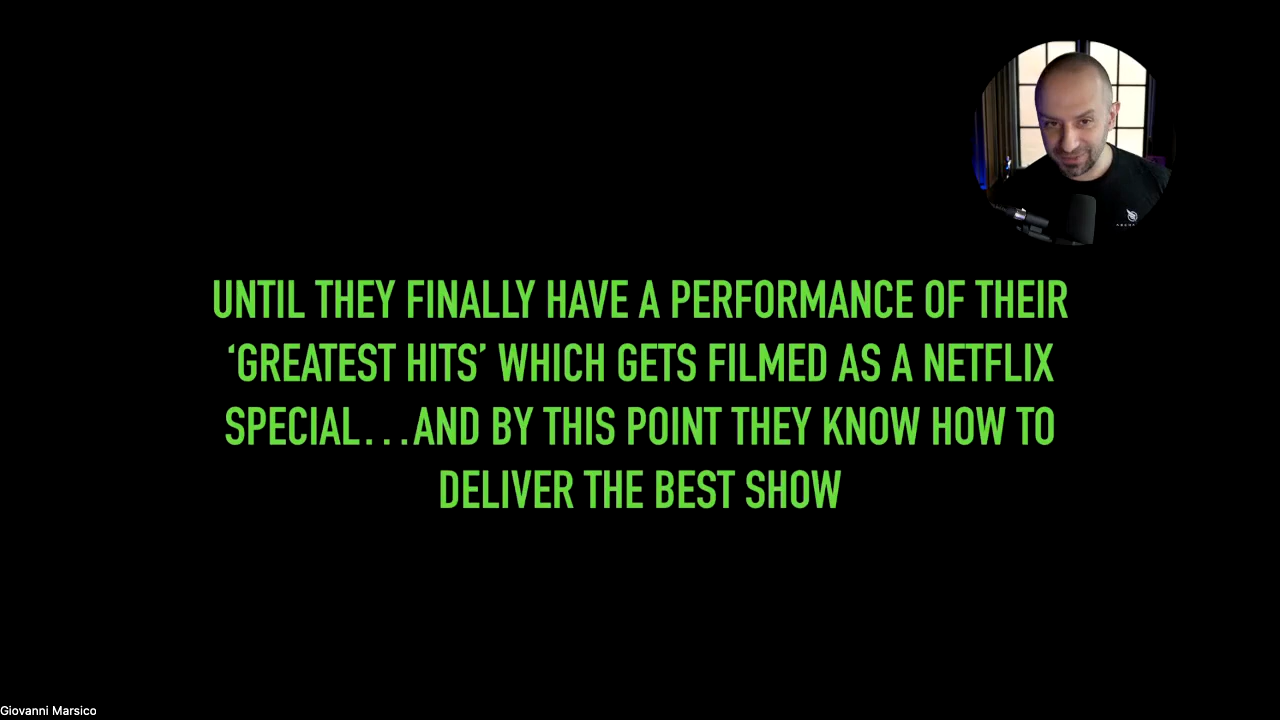 UNTIL THEY FINALLY HAVE A PERFORMANCE OF THEIR
‘GREATEST HITS’ WHICH GETS FILMED AS A NETFLIX
SPECIAL...AND BY THIS POINT THEY KNOW HOW TO
DELIVER THE BEST SHOW
Giovanni Marsico